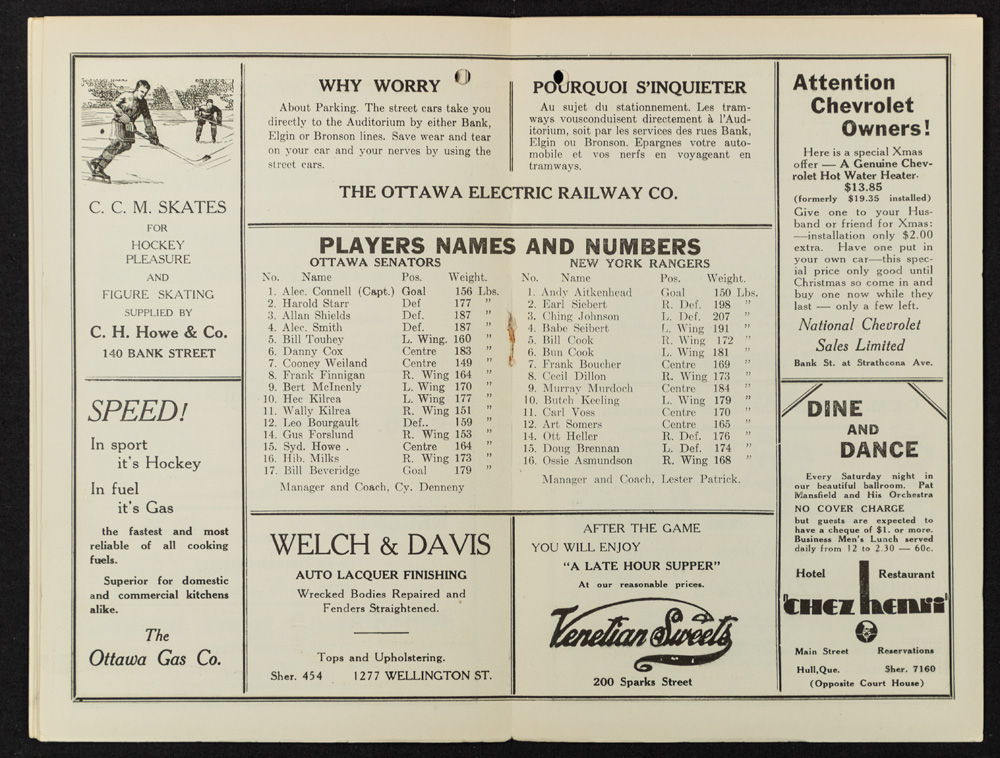 C. C. M. SKATES
FOR
HOCKEY
PLEASURE
AND
FIGURE SKATING
SUPPLIED BY
C. H. Howe & Co.
140 BANK STREET
SPEED!
In sport
it's Hockey
In fuel
it's Gas
the fastest and most
reliable of all cooking
fuels.
Superior for domestic
and commercial kitchens
alike.
The
Ottawa Gas Co.
WHY WORRY
About Parking. The street cars take you
directly to the Auditorium by either Bank,
Elgin or Bronson lines. Save wear and tear
on your car and your nerves by using the
street cars.
POURQUOI S'INQUIETER
Au sujet du stationnement. Les tram-
ways vousconduisent directement à l'Aud-
itorium, soit par les services des rues Bank,
Elgin ou Bronson. Epargnes votre auto-
mobile et vos nerfs en voyageant en
tramways.
THE OTTAWA ELECTRIC RAILWAY CO.
PLAYERS NAMES AND NUMBERS
OTTAWA SENATORS
No. Name Pos. Weight.
1. Alec. Connell (Capt.) Goal 156 Lbs.
2. Harold Starr Def 177 "
3. Allan Shields Def. 187 "
4. Alec. Smith Def. 187 "
5. Bill Touhey L. Wing. 160 "
6. Danny Cox Centre 183 "
7. Cooney Weiland Centre 149 "
8. Frank Finnigan R. Wing 164 "
9. Bert McInenly L. Wing 170 "
10. Hec Kilrea L. Wing 177 "
11. Wally Kilrea R. Wing 151 "
12. Leo Bourgault Def.. 159 "
14. Gus Forslund R. Wing 153 "
15. Syd. Howe . Centre 164 "
16. Hib. Milks R. Wing 173 "
17. Bill Beveridge Goal 179 "
Manager and Coach, Cy. Denneny
NEW YORK RANGERS
No. Name Pos. Weight.
1. Andy Aitkenhead Goal 150 Lbs.
2. Earl Siebert R. Def. 198 "
3. Ching Johnson L. Def. 207 "
4. Babe Seibert L. Wing 191 "
5. Bill Cook R. Wing 172 "
6. Bun Cook L. Wing 181 "
7. Frank Boucher Centre 169 "
8. Cecil Dillon R. Wing 173 "
9. Murray Murdoch Centre 184 "
10. Butch Keeling L. Wing 179 "
11. Carl Voss Centre 170 "
12. Art Somers Centre 165 "
14. Ott Heller R. Def. 176 "
15. Doug Brennan L. Def. 174 "
16. Ossie Asmundson R. Wing 168 "
Manager and Coach, Lester Patrick.
WELCH & DAVIS
AUTO LACQUER FINISHING
Wrecked Bodies Repaired and
Fenders Straightened.
Tops and Upholstering.
Sher. 454 1277 WELLINGTON ST.
AFTER THE GAME
YOU WILL ENJOY
"A LATE HOUR SUPPER"
At our reasonable prices.
Venetian Sweets
200 Sparks Street
Attention
Chevrolet
Owners!
Here is a special Xmas
offer — A Genuine Chev-
rolet Hot Water Heater.
$13.85
(formerly $19.35 installed)
Give one to your Hus-
band or friend for Xmas:
—installation only $2.00
extra. Have one put in
your own car—this spec-
ial price only good until
Christmas so come in and
buy one now while they
last — only a few left.
National Chevrolet
Sales Limited
Bank St. at Strathcona Ave.
DINE
AND
DANCE
Every Saturday night in
our beautiful ballroom. Pat
Mansfield and His Orchestra
NO COVER CHARGE
but guests are expected to
have a cheque of $1. or more.
Business Men's Lunch served
daily from 12 to 2.30 — 60c.
Hotel Restaurant
"CHEZ henri"
Main Street Reservations
Hull, Que. Sher. 7160
(Opposite Court House)